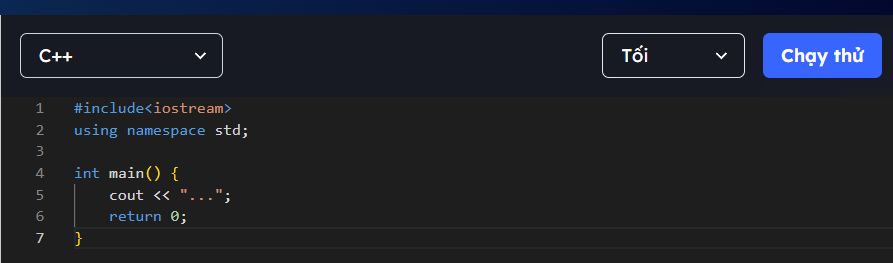 C++ Tối Chạy thử
1 #include<iostream>
2 using namespace std;
3
4 int main() {
5 cout << "...";
6 return 0;
7 }